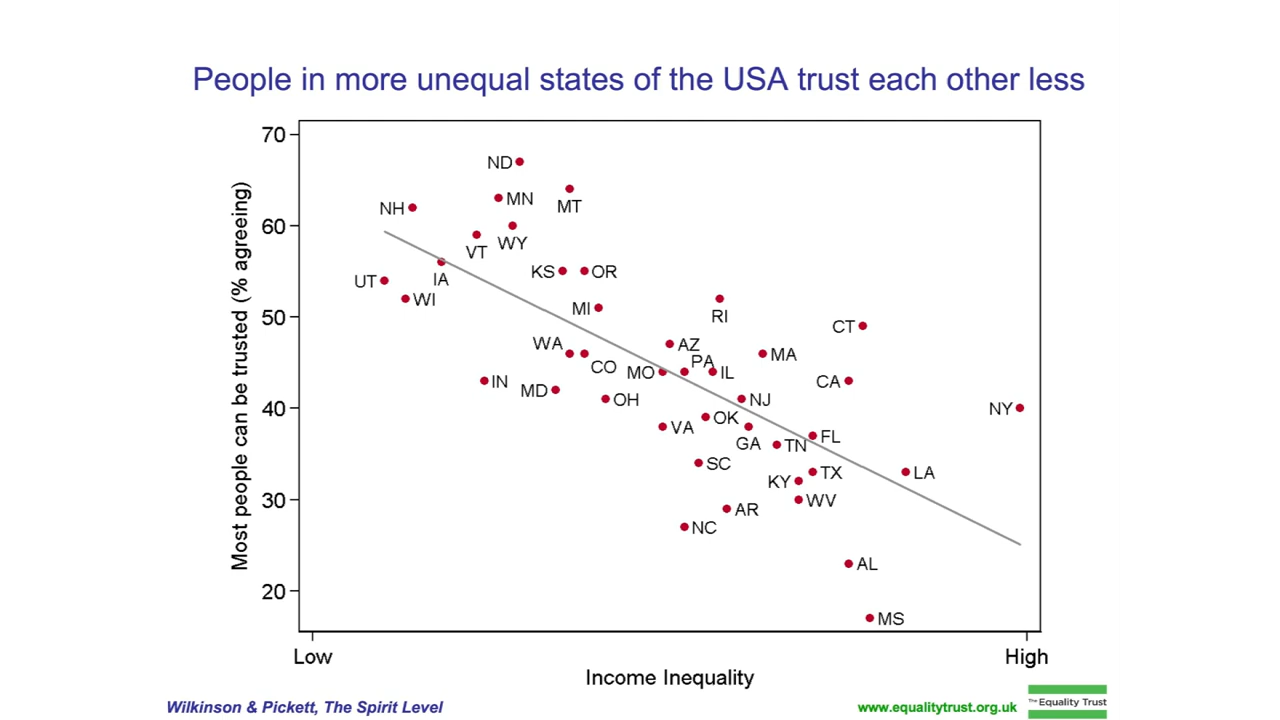 People in more unequal states of the USA trust each other less
70
60
50
40
30
20
Most people can be trusted (% agreeing)
ND
MN
MT
NH
WY
VT
KS
OR
IA
UT
WI
MI
RI
CT
WA
AZ
CO
PA
MA
MO
IL
IN
MD
CA
OH
NJ
NY
OK
VA
GA
FL
TN
SC
TX
LA
KY
WV
AR
NC
AL
MS
Low
High
Income Inequality
Wilkinson & Pickett, The Spirit Level
www.equalitytrust.org.uk
The Equality Trust